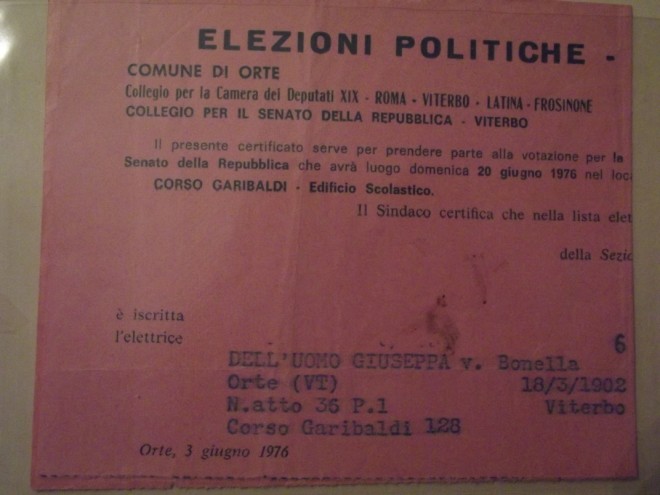 ELEZIONI POLITICHE -
COMUNE DI ORTE
Collegio per la Camera dei Deputati XIX - ROMA - VITERBO - LATINA - FROSINONE
COLLEGIO PER IL SENATO DELLA REPUBBLICA - VITERBO
Il presente certificato serve per prendere parte alla votazione per la
Senato della Repubblica che avrà luogo domenica 20 giugno 1976 nel loca
CORSO GARIBALDI - Edificio Scolastico.
Il Sindaco certifica che nella lista elet
della Sezio
è iscritta
l'elettrice
6
DELL'UOMO GIUSEPPA v. Bonella
Orte (VT) 18/3/1902
N.atto 36 P.1 Viterbo
Corso Garibaldi 128
Orte, 3 giugno 1976